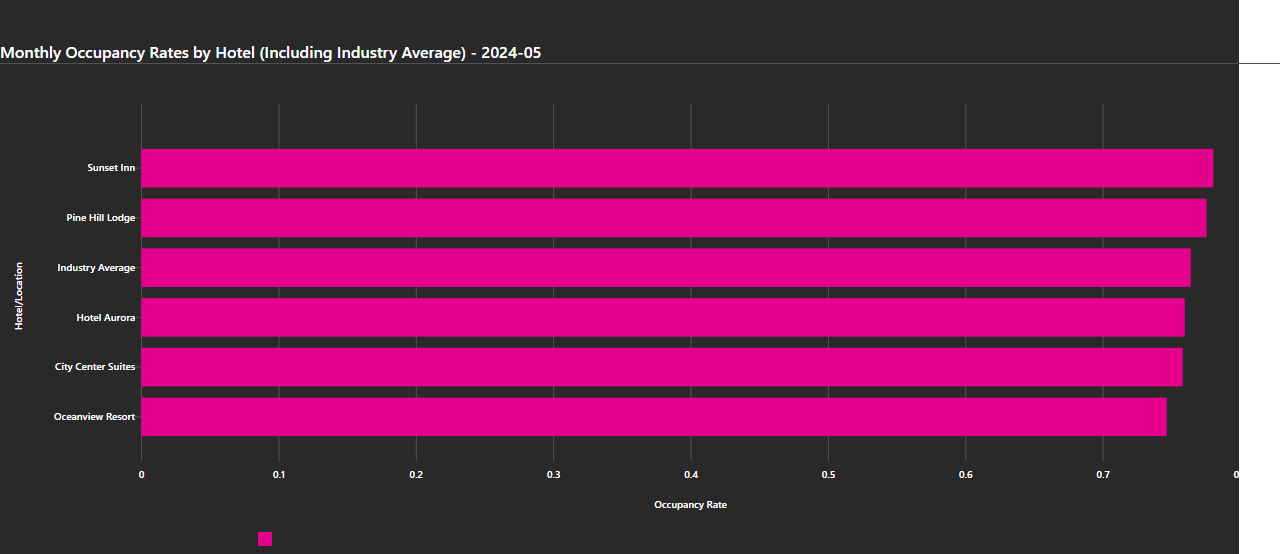 Monthly Occupancy Rates by Hotel (Including Industry Average) - 2024-05
Sunset Inn
Pine Hill Lodge
Industry Average
Hotel Aurora
City Center Suites
Oceanview Resort
Hotel/Location
0 0.1 0.2 0.3 0.4 0.5 0.6 0.7
Occupancy Rate